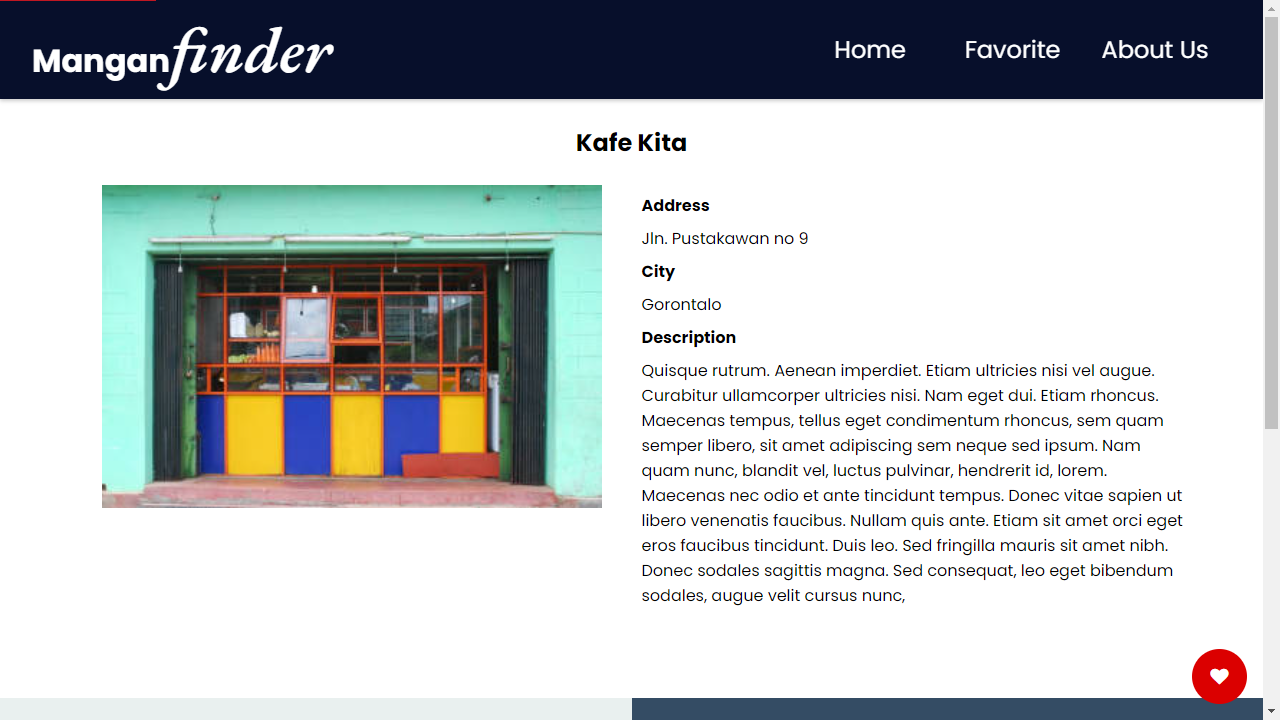 Manganfinder
Home Favorite About Us
Kafe Kita
Address
Jln. Pustakawan no 9
City
Gorontalo
Description
Quisque rutrum. Aenean imperdiet. Etiam ultricies nisi vel augue.
Curabitur ullamcorper ultricies nisi. Nam eget dui. Etiam rhoncus.
Maecenas tempus, tellus eget condimentum rhoncus, sem quam
semper libero, sit amet adipiscing sem neque sed ipsum. Nam
quam nunc, blandit vel, luctus pulvinar, hendrerit id, lorem.
Maecenas nec odio et ante tincidunt tempus. Donec vitae sapien ut
libero venenatis faucibus. Nullam quis ante. Etiam sit amet orci eget
eros faucibus tincidunt. Duis leo. Sed fringilla mauris sit amet nibh.
Donec sodales sagittis magna. Sed consequat, leo eget bibendum
sodales, augue velit cursus nunc,